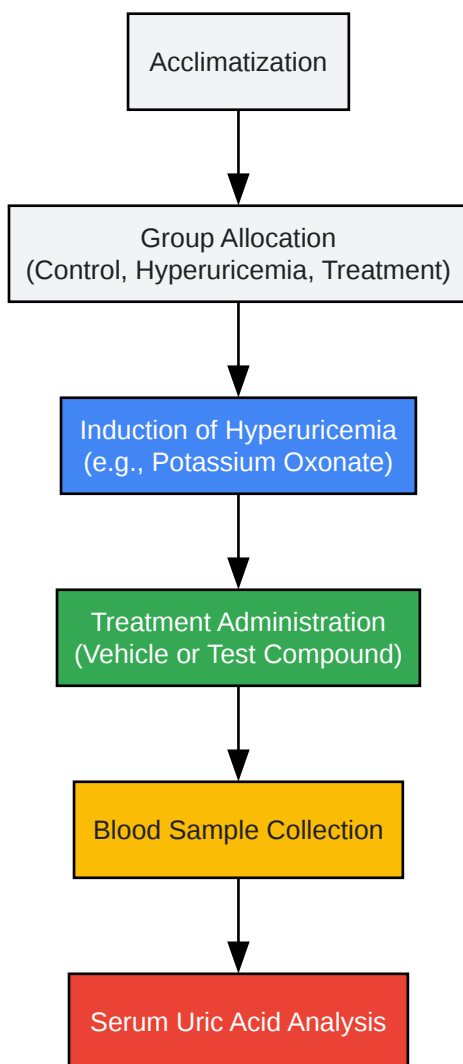 Acclimatization
Group Allocation
(Control, Hyperuricemia, Treatment)
Induction of Hyperuricemia
(e.g., Potassium Oxonate)
Treatment Administration
(Vehicle or Test Compound)
Blood Sample Collection
Serum Uric Acid Analysis